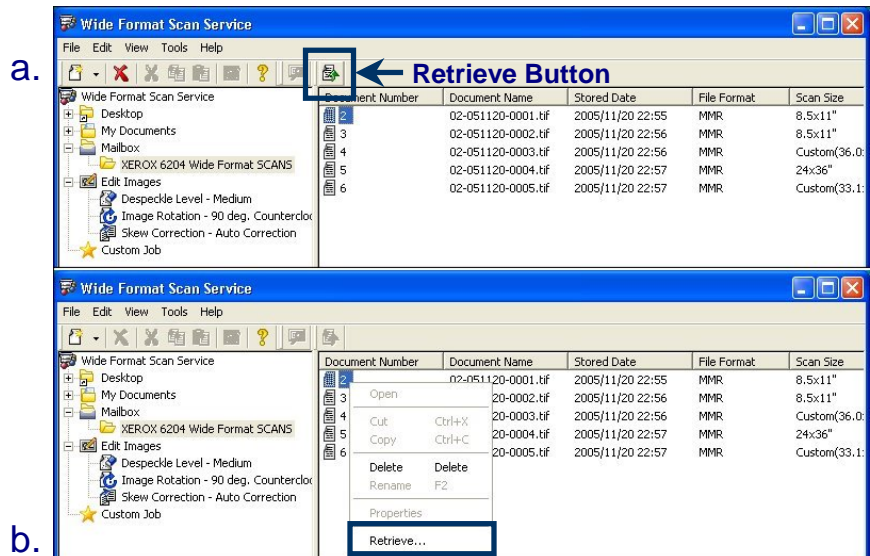 Wide Format Scan Service
File Edit View Tools Help
a.
Retrieve Button
Wide Format Scan Service
Desktop
My Documents
Mailbox
XEROX 6204 Wide Format SCANS
Edit Images
Despeckle Level - Medium
Image Rotation - 90 deg. Counterclo
Skew Correction - Auto Correction
Custom Job
Document Number Document Name Stored Date File Format Scan Size
2 02-051120-0001.tif 2005/11/20 22:55 MMR 8.5x11"
3 02-051120-0002.tif 2005/11/20 22:56 MMR 8.5x11"
4 02-051120-0003.tif 2005/11/20 22:56 MMR Custom(36.0:
5 02-051120-0004.tif 2005/11/20 22:57 MMR 24x36"
6 02-051120-0005.tif 2005/11/20 22:57 MMR Custom(33.1:
Wide Format Scan Service
File Edit View Tools Help
Wide Format Scan Service
Desktop
My Documents
Mailbox
XEROX 6204 Wide Format SCANS
Edit Images
Despeckle Level - Medium
Image Rotation - 90 deg. Counterclo
Skew Correction - Auto Correction
Custom Job
b.
Document Number Document Name Stored Date File Format Scan Size
2 02-051120-0001.tif 2005/11/20 22:55 MMR 8.5x11"
3 20-0002.tif 2005/11/20 22:56 MMR 8.5x11"
4 20-0003.tif 2005/11/20 22:56 MMR Custom(36.0:
5 20-0004.tif 2005/11/20 22:57 MMR 24x36"
6 20-0005.tif 2005/11/20 22:57 MMR Custom(33.1:
Open
Cut Ctrl+X
Copy Ctrl+C
Delete Delete
Rename F2
Properties
Retrieve...